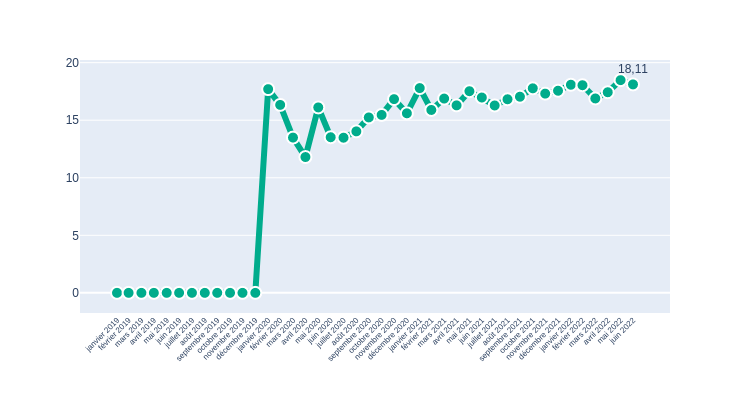 20
18,11
15
10
5
0
janvier 2019
février 2019
mars 2019
avril 2019
mai 2019
juin 2019
juillet 2019
août 2019
septembre 2019
octobre 2019
novembre 2019
décembre 2019
janvier 2020
février 2020
mars 2020
avril 2020
mai 2020
juin 2020
juillet 2020
août 2020
septembre 2020
octobre 2020
novembre 2020
décembre 2020
janvier 2021
février 2021
mars 2021
avril 2021
mai 2021
juin 2021
juillet 2021
août 2021
septembre 2021
octobre 2021
novembre 2021
décembre 2021
janvier 2022
février 2022
mars 2022
avril 2022
mai 2022
juin 2022